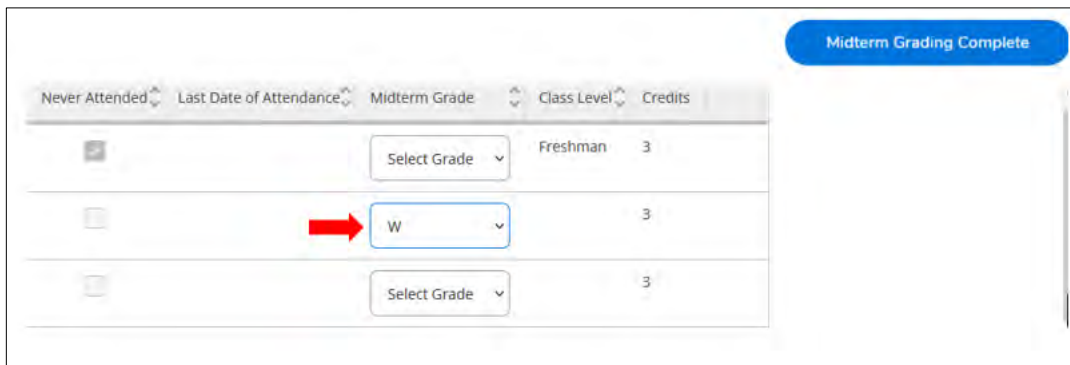 Midterm Grading Complete
Never Attended Last Date of Attendance Midterm Grade Class Level Credits
Select Grade Freshman 3
W 3
Select Grade 3